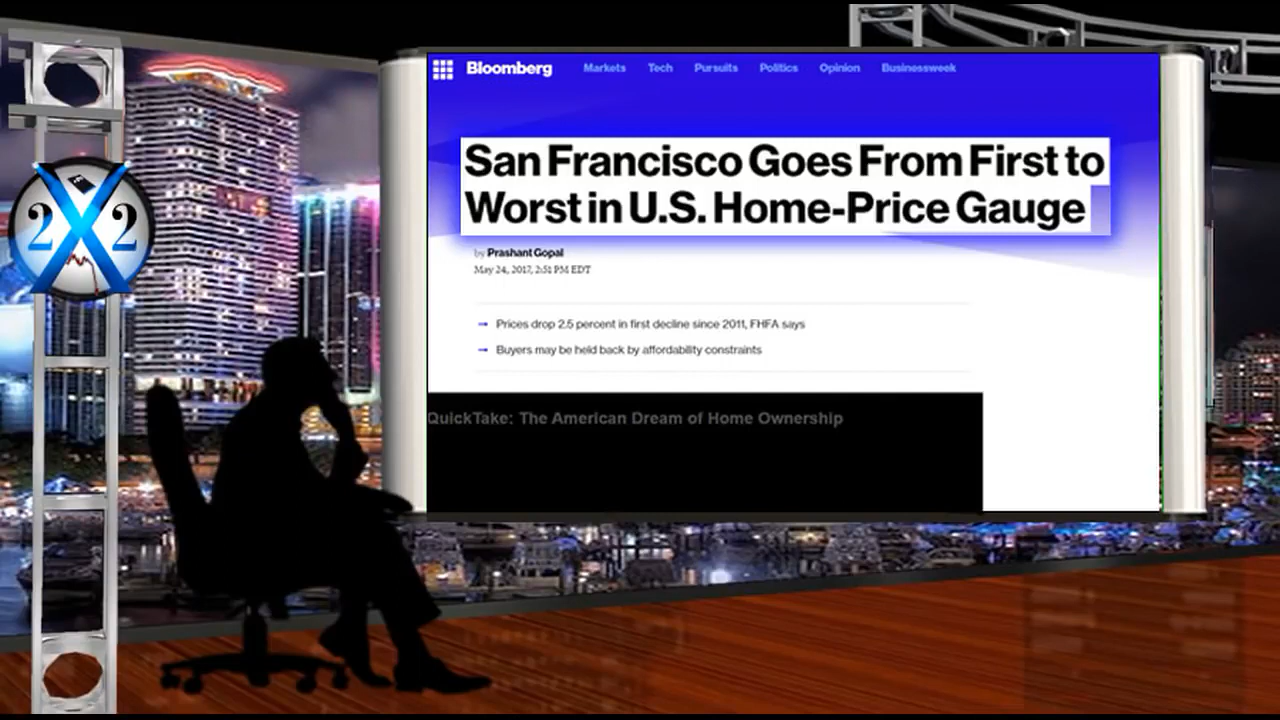 Bloomberg Markets Tech Pursuits Politics Opinion Businessweek
San Francisco Goes From First to
Worst in U.S. Home-Price Gauge
by Prashant Gopal
May 24, 2017, 2:51 PM EDT
→ Prices drop 2.5 percent in first decline since 2011, FHFA says
→ Buyers may be held back by affordability constraints
QuickTake: The American Dream of Home Ownership
2X2